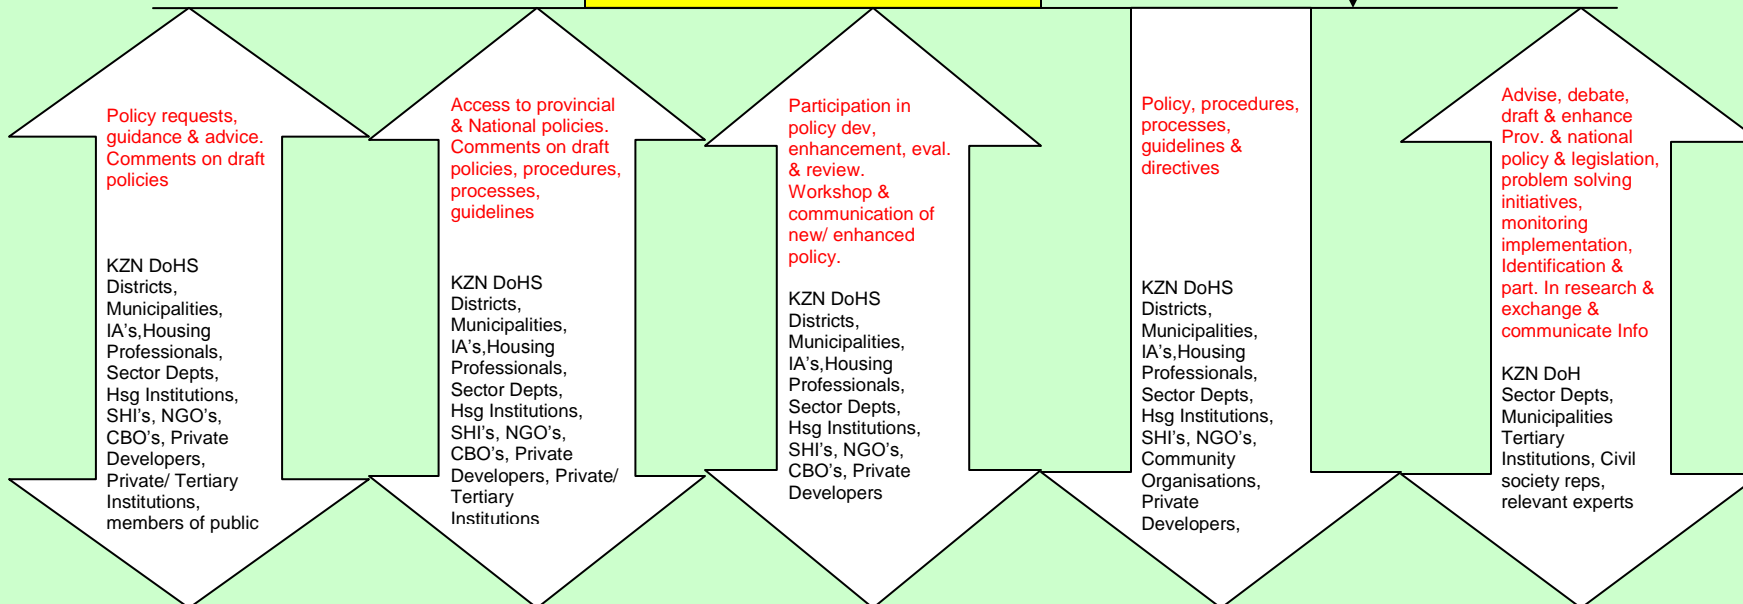 Policy requests,
guidance & advice.
Comments on draft
policies
KZN DoHS
Districts,
Municipalities,
IA's,Housing
Professionals,
Sector Depts,
Hsg Institutions,
SHI's, NGO's,
CBO's, Private
Developers,
Private/ Tertiary
Institutions,
members of public
Access to provincial
& National policies.
Comments on draft
policies, procedures,
processes,
guidelines
KZN DoHS
Districts,
Municipalities,
IA's,Housing
Professionals,
Sector Depts,
Hsg Institutions,
SHI's, NGO's,
CBO's, Private
Developers, Private/
Tertiary
Institutions
Participation in
policy dev,
enhancement, eval.
& review.
Workshop &
communication of
new/ enhanced
policy.
KZN DoHS
Districts,
Municipalities,
IA's,Housing
Professionals,
Sector Depts,
Hsg Institutions,
SHI's, NGO's,
CBO's, Private
Developers
Policy, procedures,
processes,
guidelines &
directives
KZN DoHS
Districts,
Municipalities,
IA's,Housing
Professionals,
Sector Depts,
Hsg Institutions,
SHI's, NGO's,
Community
Organisations,
Private
Developers,
Advise, debate,
draft & enhance
Prov. & national
policy & legislation,
problem solving
initiatives,
monitoring
implementation,
Identification &
part. In research &
exchange &
communicate Info
KZN DoH
Sector Depts,
Municipalities
Tertiary
Institutions, Civil
society reps,
relevant experts